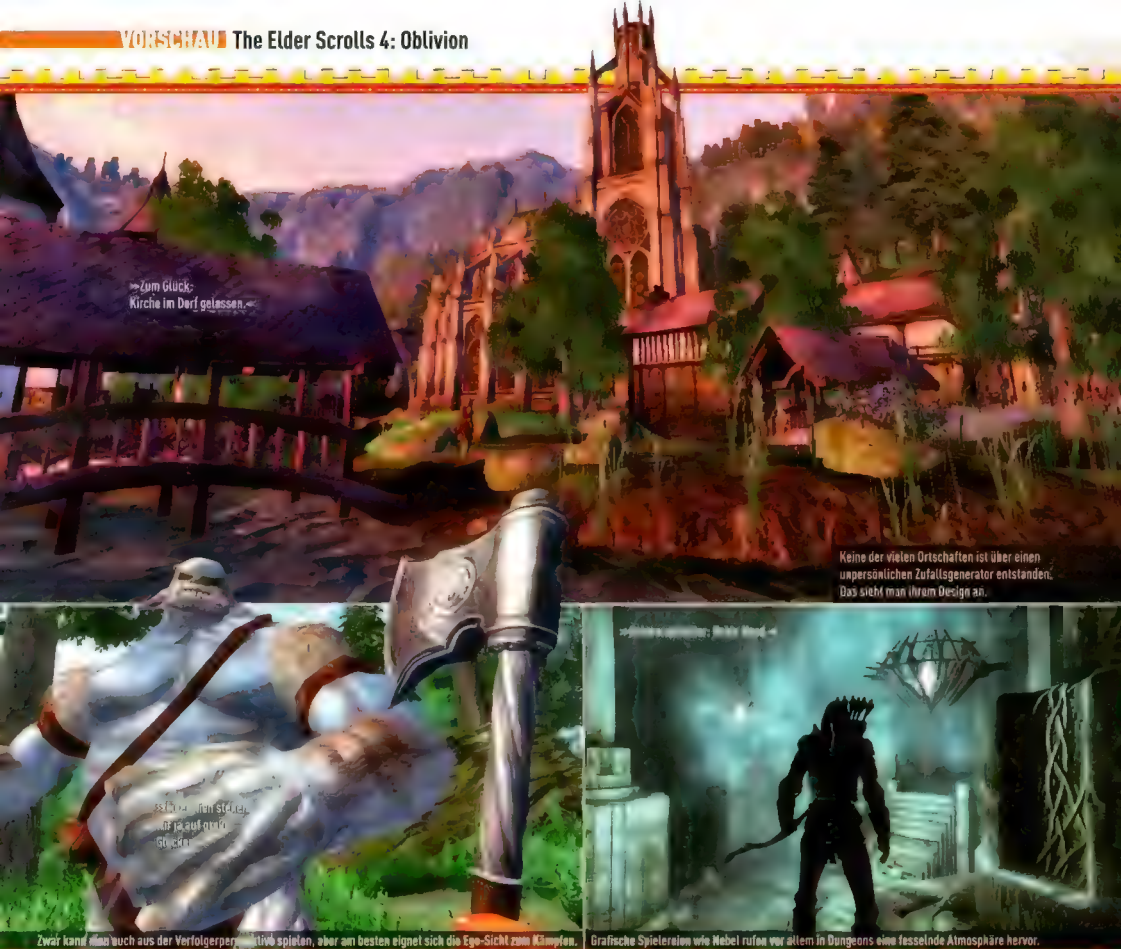 VORSCHAU The Elder Scrolls 4: Oblivion
»Zum Glück:
Kirche im Dorf gelassen.«
Keine der vielen Ortschaften ist über einen
unpersönlichen Zufallsgenerator entstanden.
Das sieht man ihrem Design an.
ja auf
Zwar kann man auch aus der Verfolgerperspektive spielen, aber am besten eignet sich die Ego-Sicht zum Kämpfen.
Grafische Spielereien wie Nebel rufen vor allem in Dungeons eine fesselnde Atmosphäre hervor.